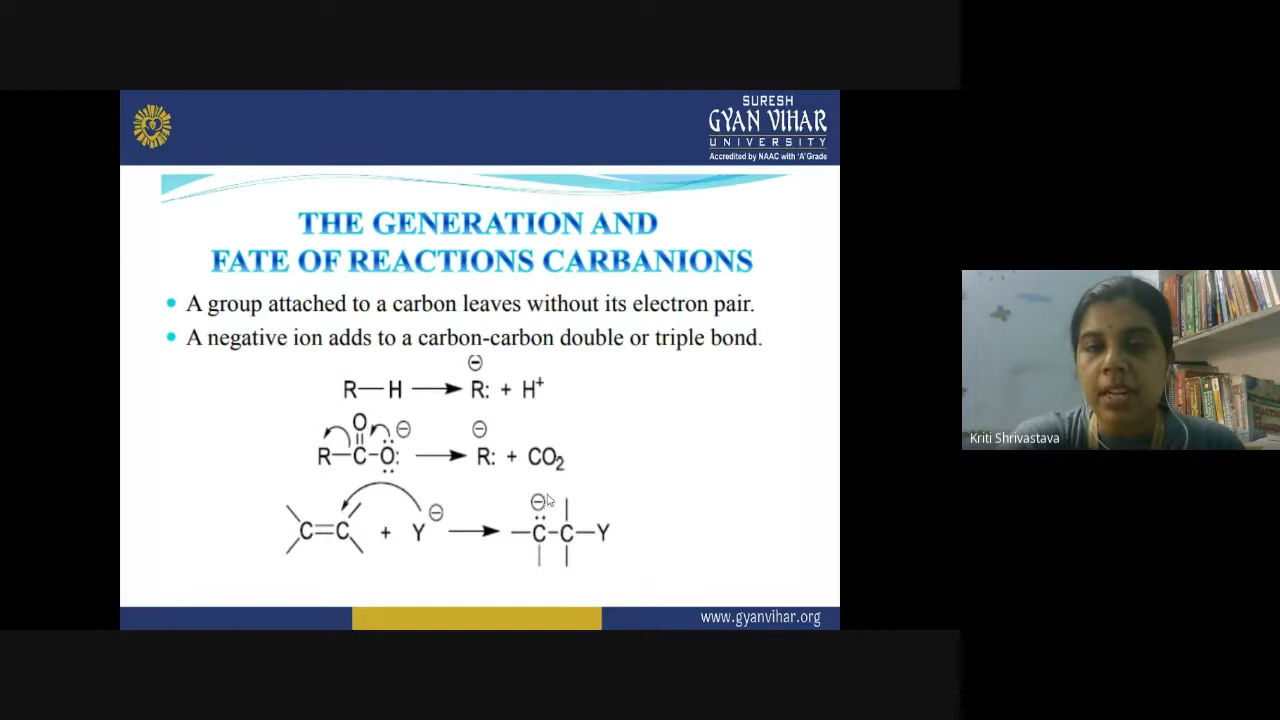 SURESH
GYAN VIHAR
UNIVERSITY
Accredited by NAAC with 'A' Grade
THE GENERATION AND
FATE OF REACTIONS CARBANIONS
• A group attached to a carbon leaves without its electron pair.
• A negative ion adds to a carbon-carbon double or triple bond.
R—H ⟶ R:⊖ + H⁺
R—C(=O)—O:⊖ ⟶ R:⊖ + CO₂
C=C + Y⊖ ⟶ —C⊖—C—Y
www.gyanvihar.org
Kriti Shrivastava